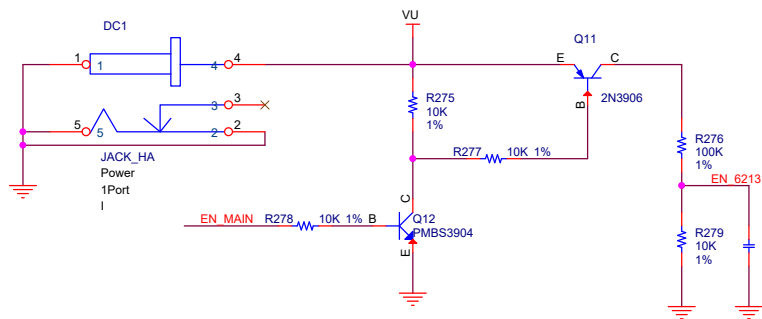 VU
DC1
Q11
1
1
4
4
E
C
3
3
B
2N3906
R275
10K
1%
5
5
2
2
R276
100K
1%
JACK_HA
Power
1Port
I
R277
10K 1%
EN_6213
C
EN_MAIN
R278
10K 1%
B
Q12
PMBS3904
E
R279
10K
1%